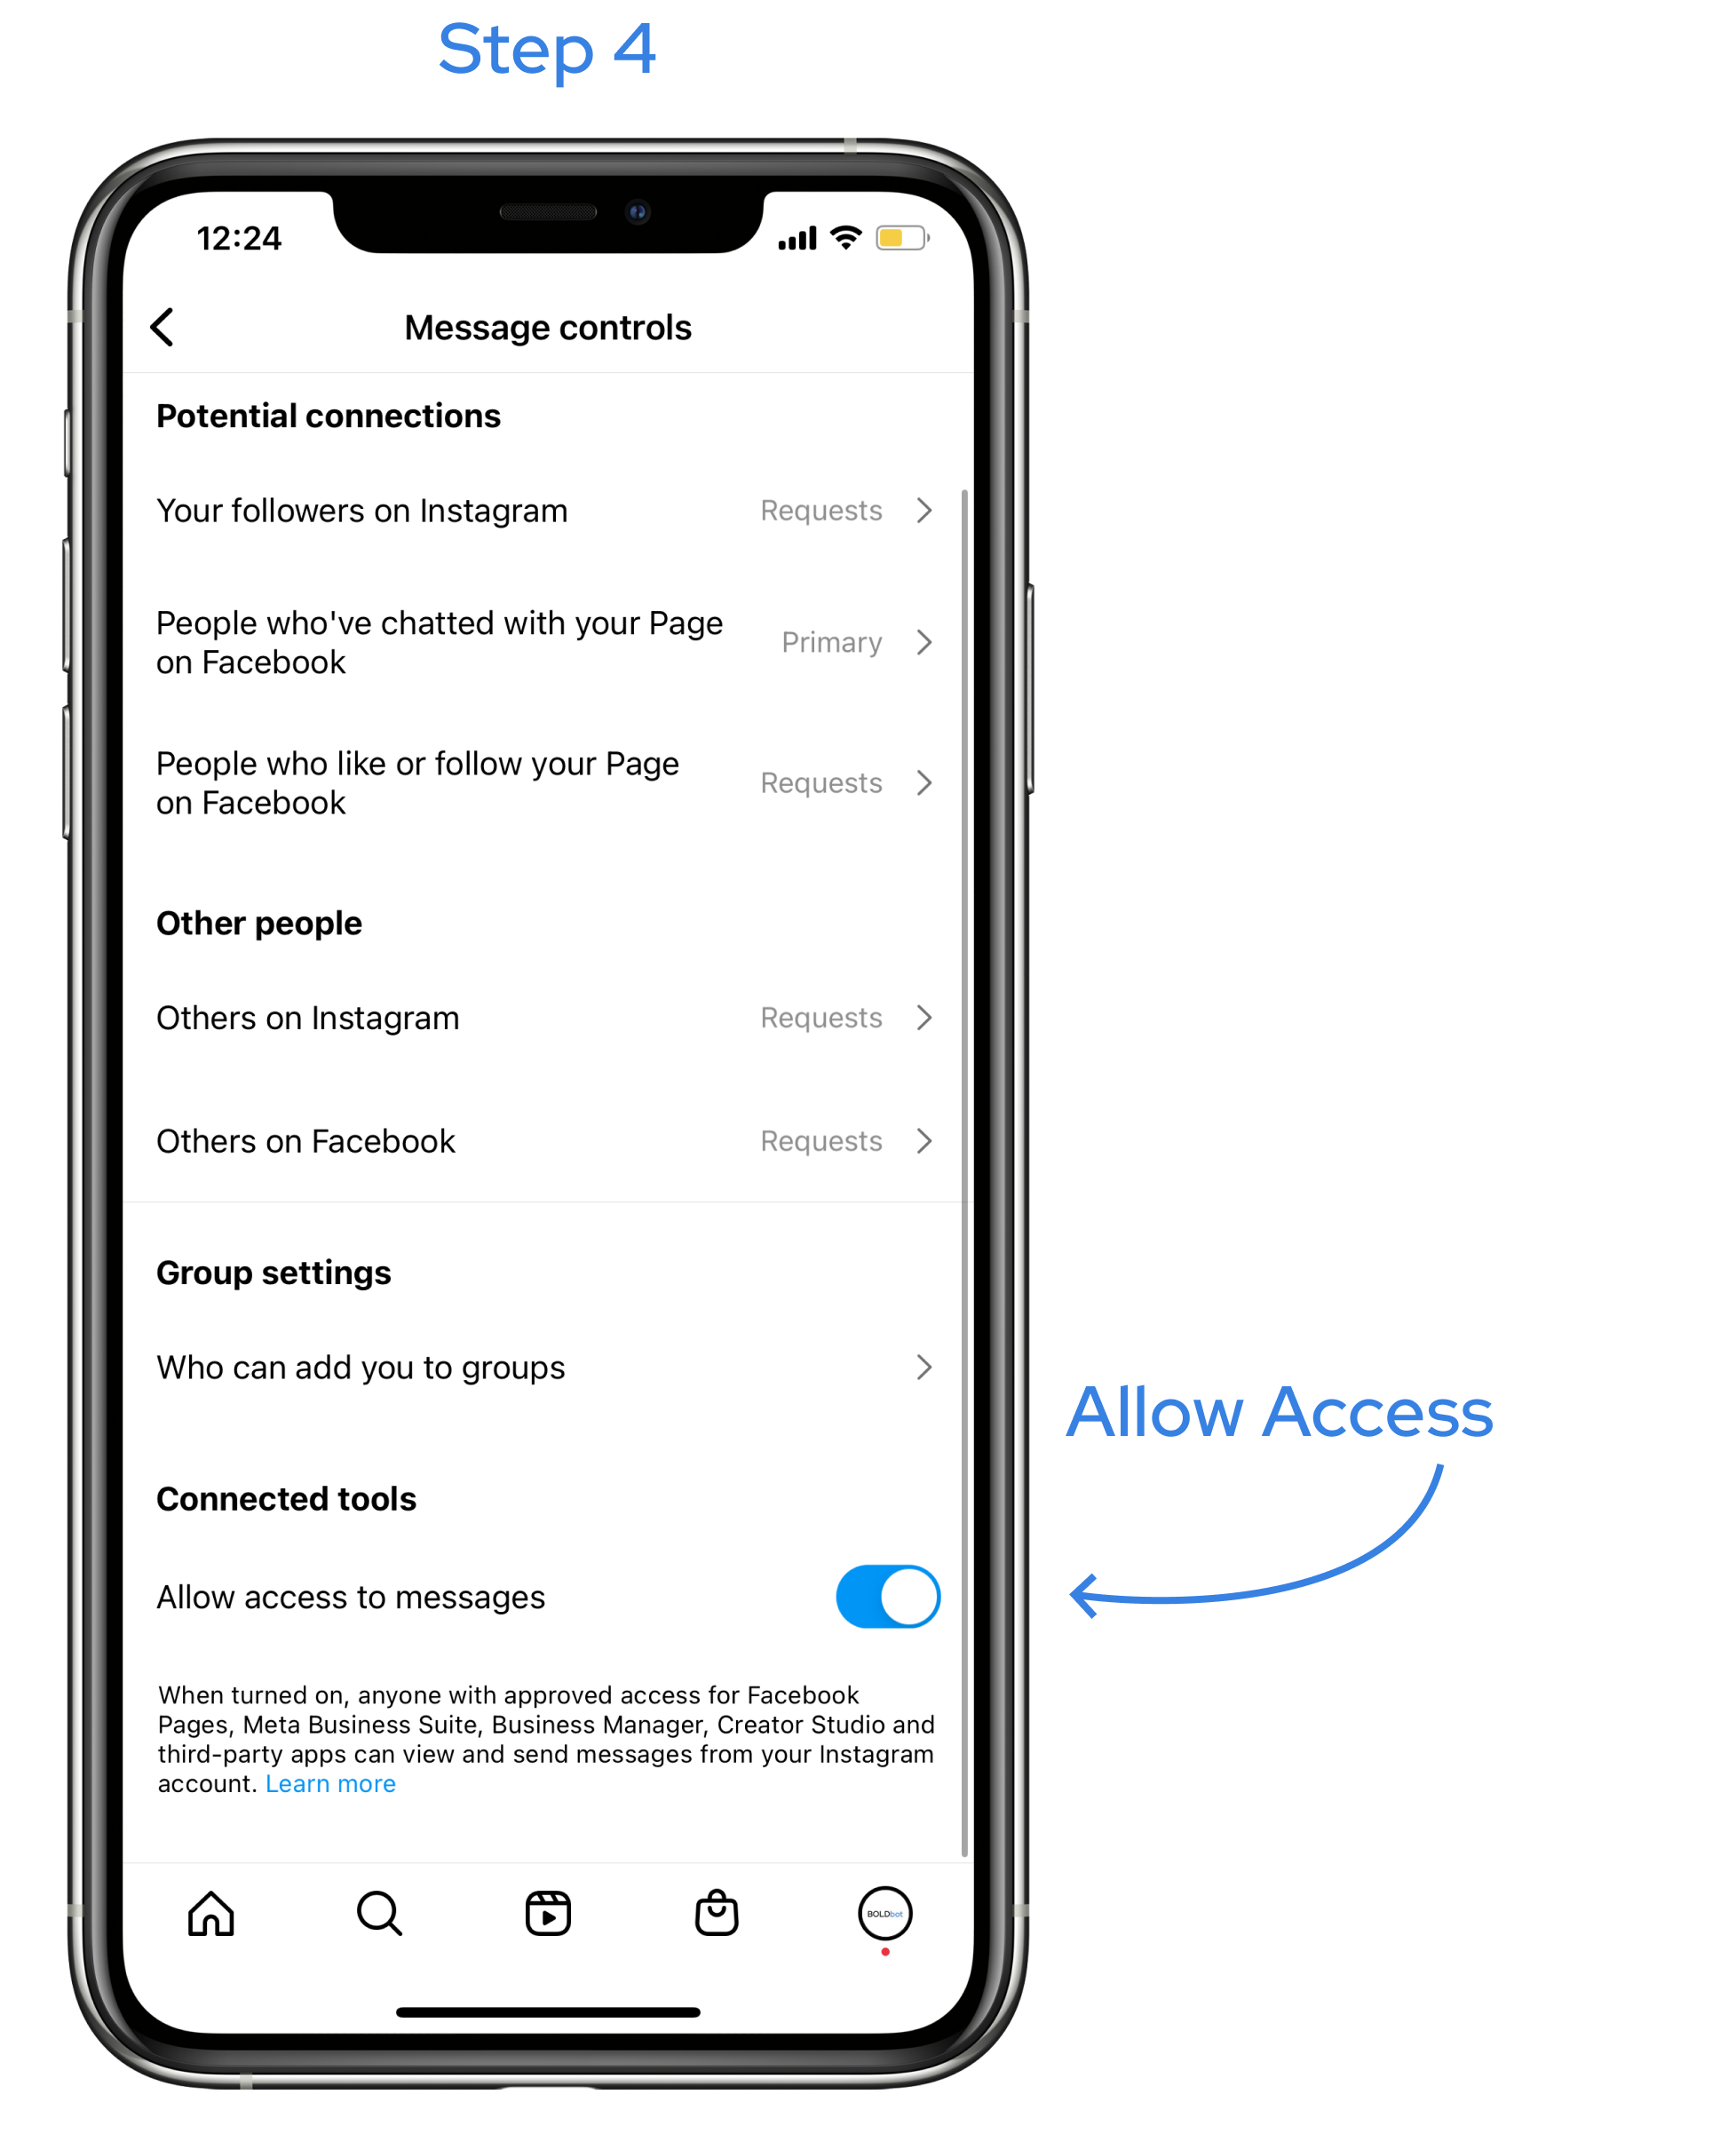 Step 4
12:24
Message controls
Potential connections
Your followers on Instagram Requests
People who've chatted with your Page
on Facebook
Primary
People who like or follow your Page
on Facebook
Requests
Other people
Others on Instagram Requests
Others on Facebook Requests
Group settings
Who can add you to groups
Allow Access
Connected tools
Allow access to messages
When turned on, anyone with approved access for Facebook
Pages, Meta Business Suite, Business Manager, Creator Studio and
third-party apps can view and send messages from your Instagram
account. Learn more
BOLDbot